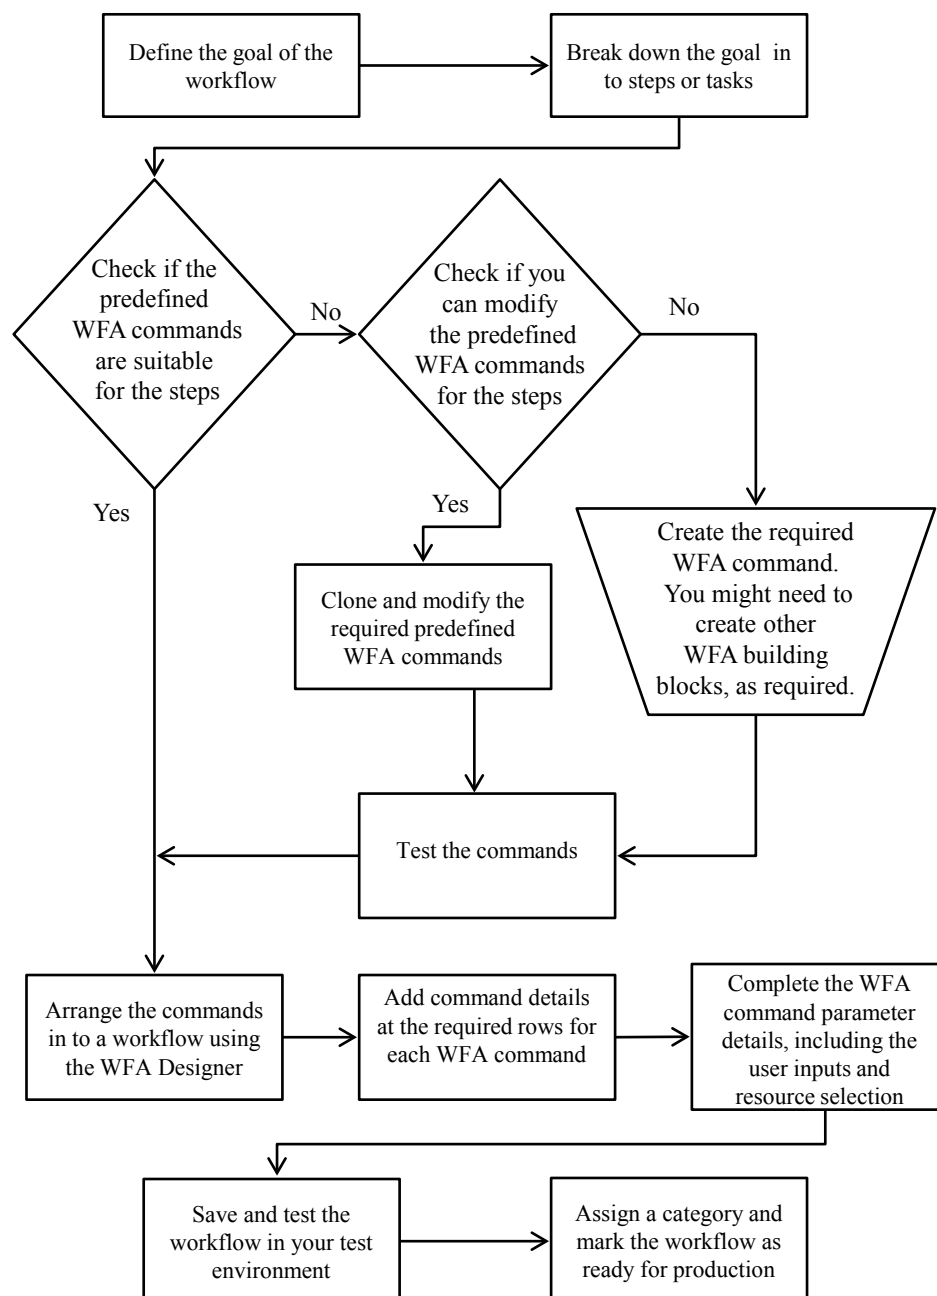 Define the goal of the
workflow
Break down the goal in
to steps or tasks
Check if the
predefined
WFA commands
are suitable
for the steps
No
Check if you
can modify
the predefined
WFA commands
for the steps
No
Yes
Yes
Clone and modify the
required predefined
WFA commands
Create the required
WFA command.
You might need to
create other
WFA building
blocks, as required.
Test the commands
Arrange the commands
in to a workflow using
the WFA Designer
Add command details
at the required rows for
each WFA command
Complete the WFA
command parameter
details, including the
user inputs and
resource selection
Save and test the
workflow in your test
environment
Assign a category and
mark the workflow as
ready for production